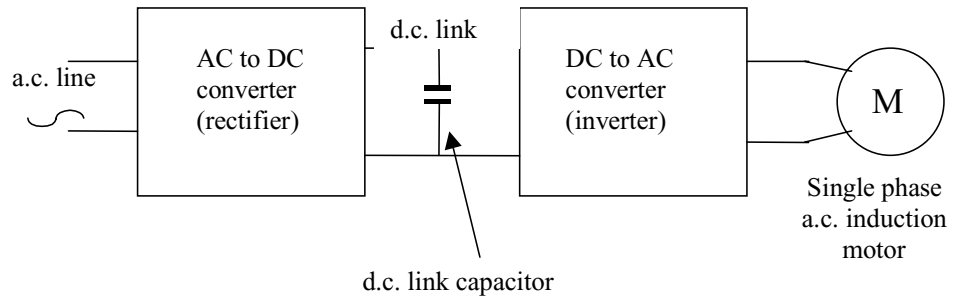 a.c. line
AC to DC
converter
(rectifier)
d.c. link
DC to AC
converter
(inverter)
M
Single phase
a.c. induction
motor
d.c. link capacitor